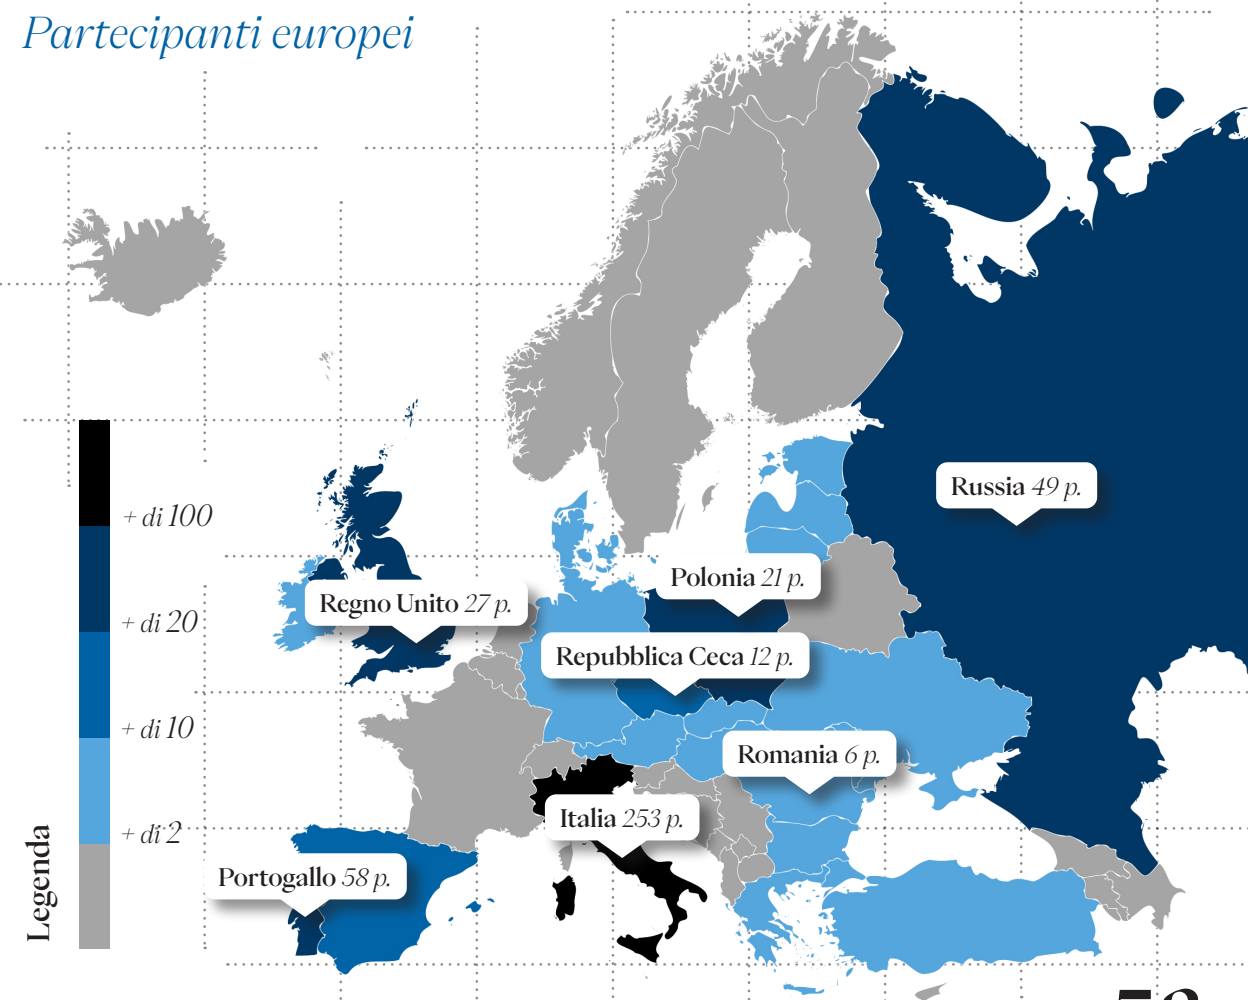 Partecipanti europei
Russia 49 p.
+ di 100
Polonia 21 p.
Regno Unito 27 p.
+ di 20
Repubblica Ceca 12 p.
+ di 10
Romania 6 p.
Italia 253 p.
+ di 2
Portogallo 58 p.
Legenda